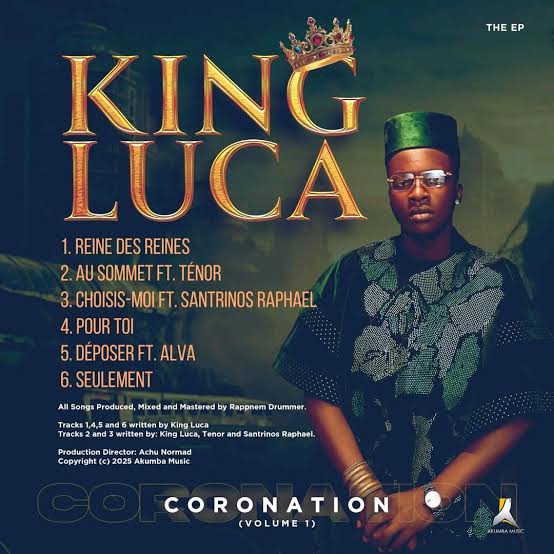 THE EP
KING
LUCA
1. REINE DES REINES
2. AU SOMMET FT. TÉNOR
3. CHOISIS-MOI FT. SANTRINOS RAPHAEL
4. POUR TOI
5. DÉPOSER FT. ALVA
6. SEULEMENT
All Songs Produced, Mixed and Mastered by Rappnem Drummer.
Tracks 1,4,5 and 6 written by King Luca
Tracks 2 and 3 written by: King Luca, Tenor and Santrinos Raphael.
Production Director: Achu Normad
Copyright (c) 2025 Akumba Music
CORONATION
CORONATION
(VOLUME 1)
AKUMBA MUSIC